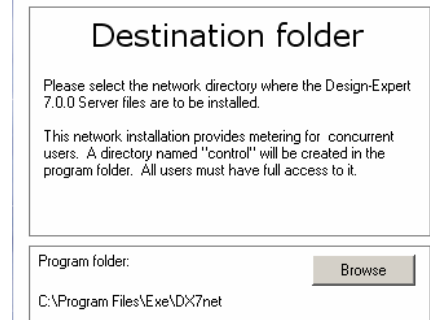 Destination folder
Please select the network directory where the Design-Expert
7.0.0 Server files are to be installed.
This network installation provides metering for concurrent
users. A directory named "control" will be created in the
program folder. All users must have full access to it.
Program folder:
Browse
C:\Program Files\Exe\DX7net